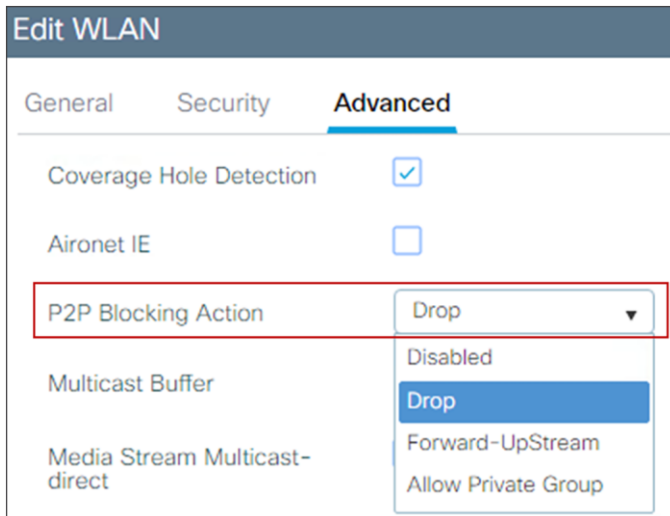 Edit WLAN
General Security Advanced
Coverage Hole Detection
Aironet IE
P2P Blocking Action Drop
Disabled
Multicast Buffer
Drop
Forward-UpStream
Media Stream Multicast-
direct
Allow Private Group